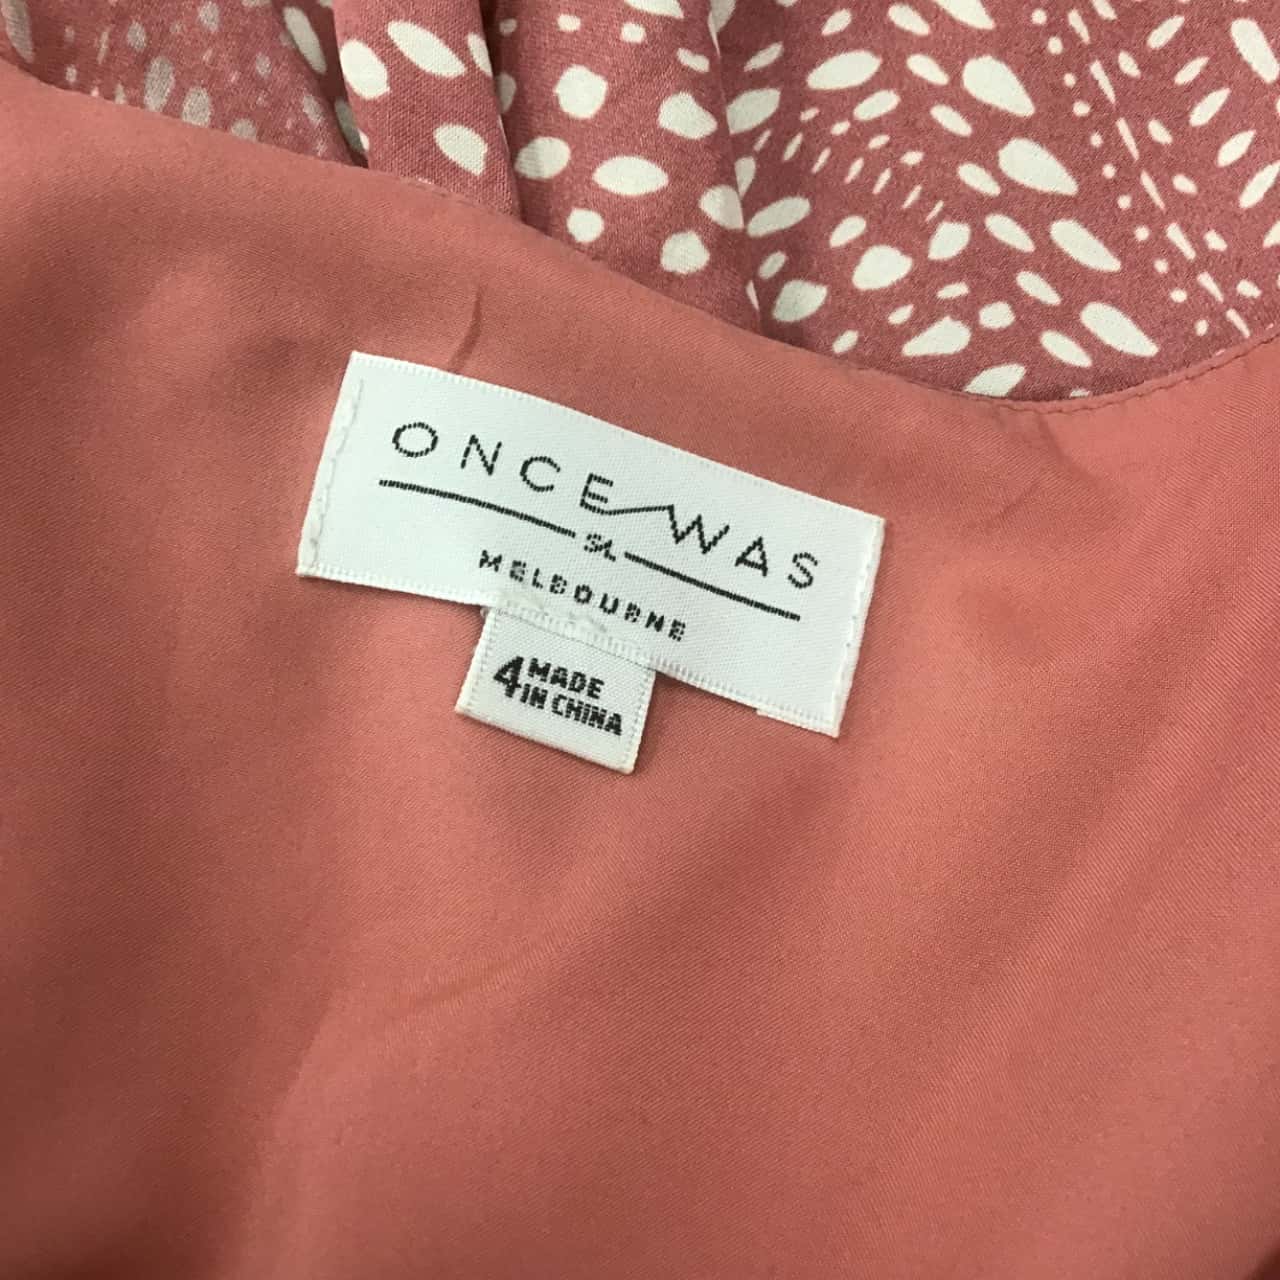 ONCE WAS
SL
MELBOURNE
4 MADE
IN CHINA